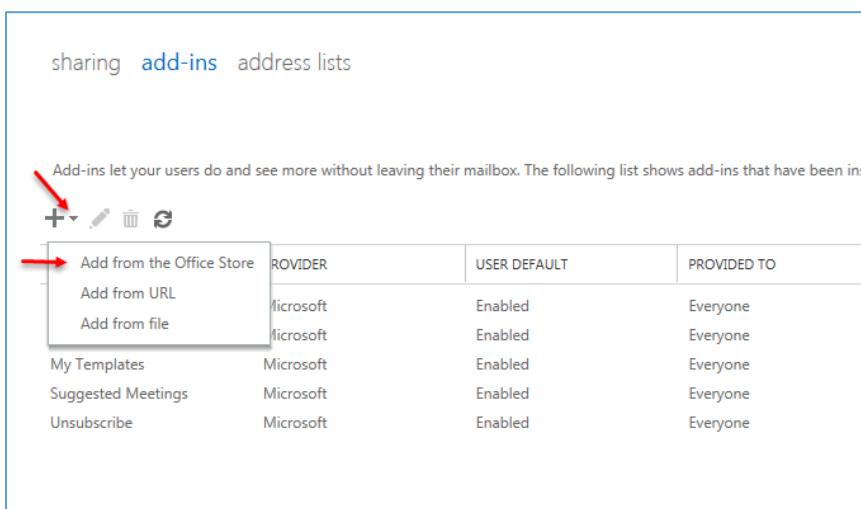 sharing add-ins address lists
Add-ins let your users do and see more without leaving their mailbox. The following list shows add-ins that have been ins
Add from the Office Store
Add from URL
Add from file
ROVIDER USER DEFAULT PROVIDED TO
Microsoft Enabled Everyone
Microsoft Enabled Everyone
My Templates Microsoft Enabled Everyone
Suggested Meetings Microsoft Enabled Everyone
Unsubscribe Microsoft Enabled Everyone